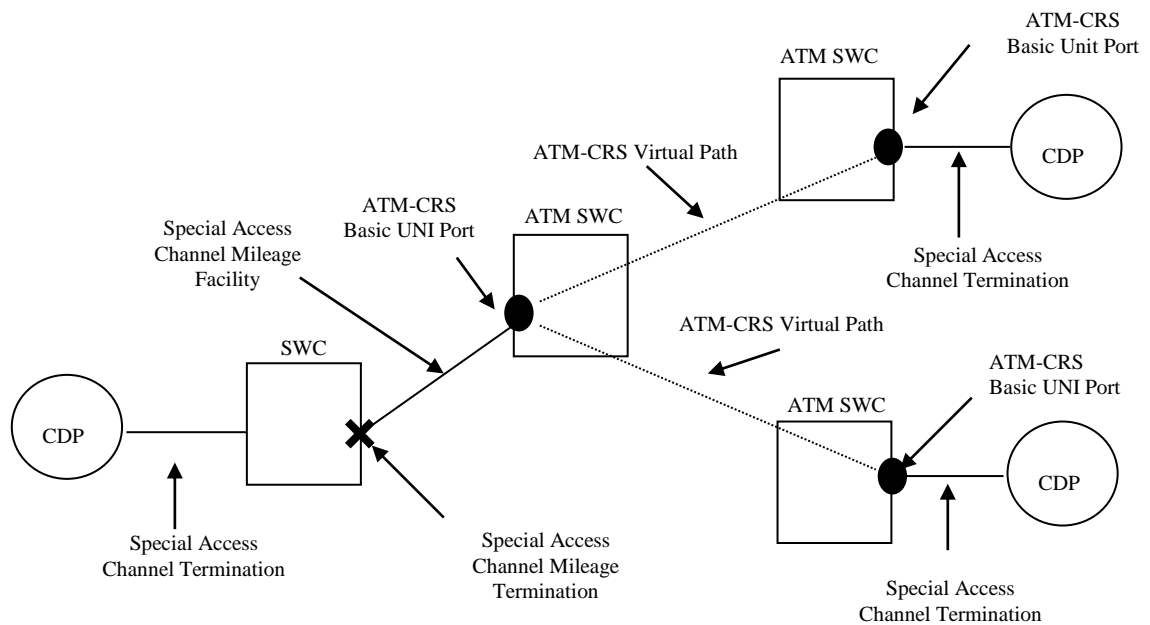 ATM-CRS
Basic Unit Port
ATM SWC
CDP
ATM-CRS Virtual Path
ATM-CRS
Basic UNI Port
ATM SWC
Special Access
Channel Mileage
Facility
Special Access
Channel Termination
ATM-CRS Virtual Path
SWC
ATM-CRS
Basic UNI Port
ATM SWC
CDP
CDP
Special Access
Channel Termination
Special Access
Channel Mileage
Termination
Special Access
Channel Termination